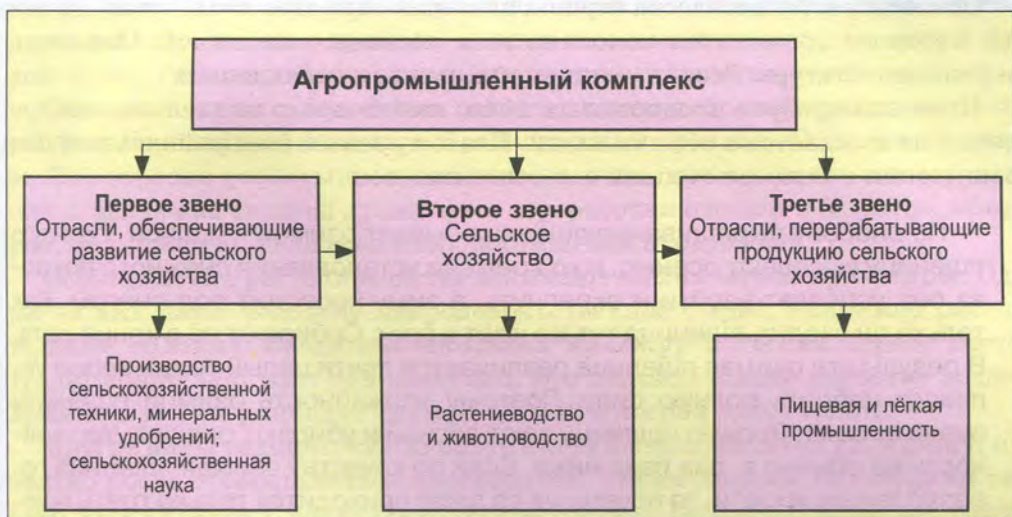 Агропромышленный комплекс
Первое звено
Отрасли, обеспечивающие
развитие сельского
хозяйства
Второе звено
Сельское
хозяйство
Третье звено
Отрасли, перерабатывающие
продукцию сельского
хозяйства
Производство
сельскохозяйственной
техники, минеральных
удобрений;
сельскохозяйственная
наука
Растениеводство
и животноводство
Пищевая и лёгкая
промышленность